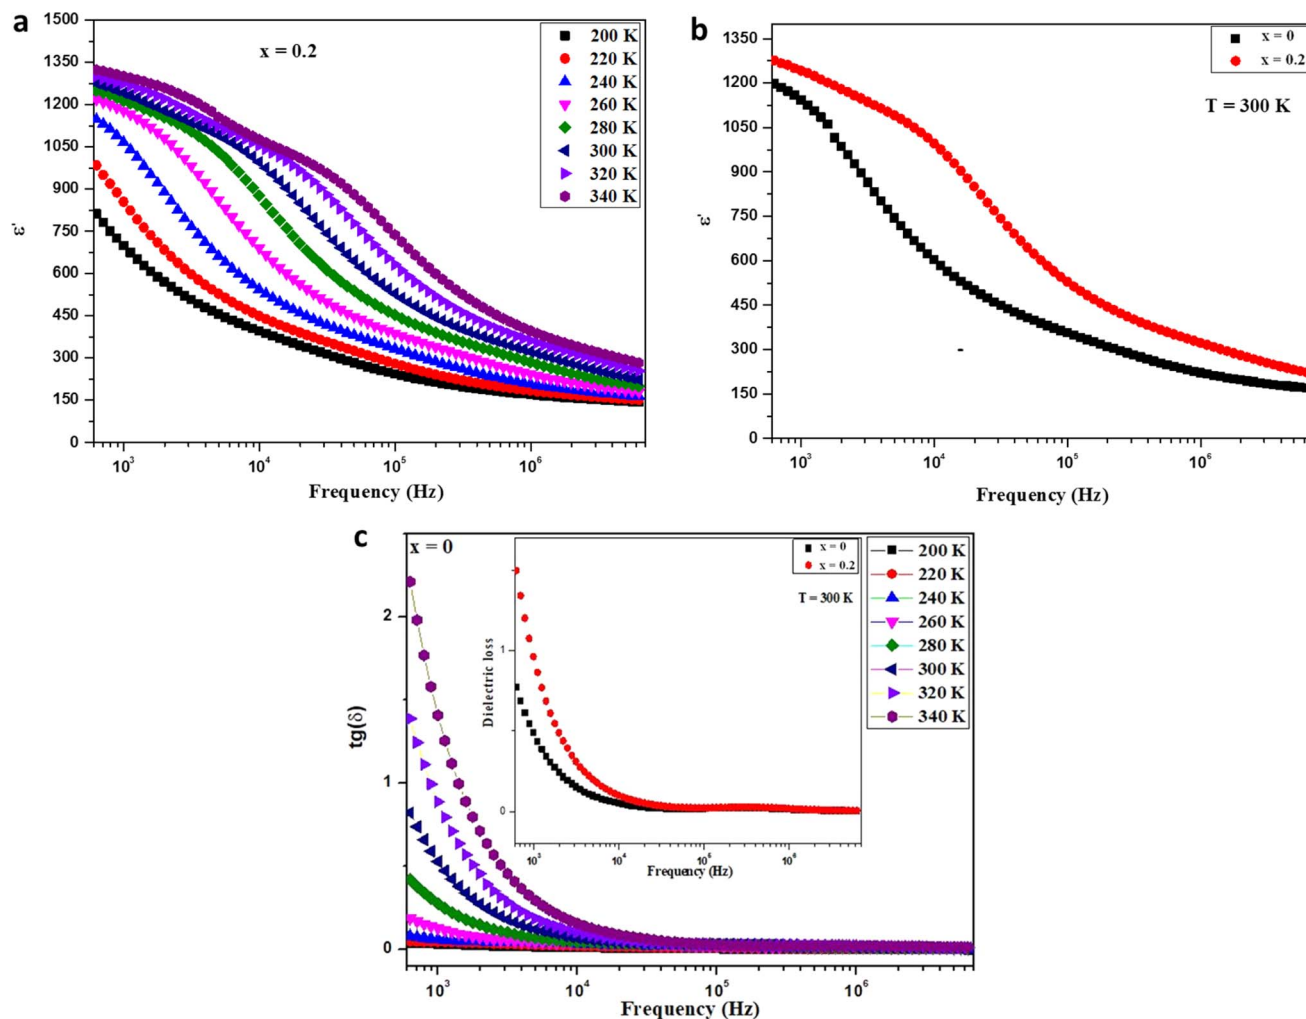 a
x = 0.2
200 K
220 K
240 K
260 K
280 K
300 K
320 K
340 K
1500
1350
1200
1050
900
750
600
450
300
150
0
ε'
10³ 10⁴ 10⁵ 10⁶
Frequency (Hz)
b
x = 0
x = 0.2
T = 300 K
1350
1200
1050
900
750
600
450
300
150
0
ε'
10³ 10⁴ 10⁵ 10⁶
Frequency (Hz)
c
x = 0
2
1
0
tg(δ)
10³ 10⁴ 10⁵ 10⁶
Frequency (Hz)
x = 0
x = 0.2
T = 300 K
1
0
Dielectric loss
10³ 10⁴
Frequency (Hz)
200 K
220 K
240 K
260 K
280 K
300 K
320 K
340 K